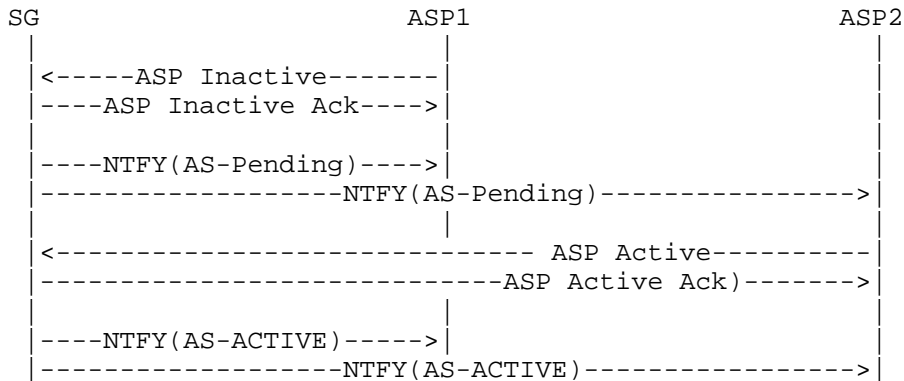 SG                         ASP1                       ASP2
|                          |                          |
|<-----ASP Inactive-------|                          |
|----ASP Inactive Ack---->|                          |
|                          |                          |
|----NTFY(AS-Pending)---->|                          |
|-------------------NTFY(AS-Pending)---------------->|
|                          |                          |
|<------------------------------ ASP Active----------|
|-----------------------------ASP Active Ack)------->|
|                          |                          |
|----NTFY(AS-ACTIVE)----->|                          |
|-------------------NTFY(AS-ACTIVE)----------------->|